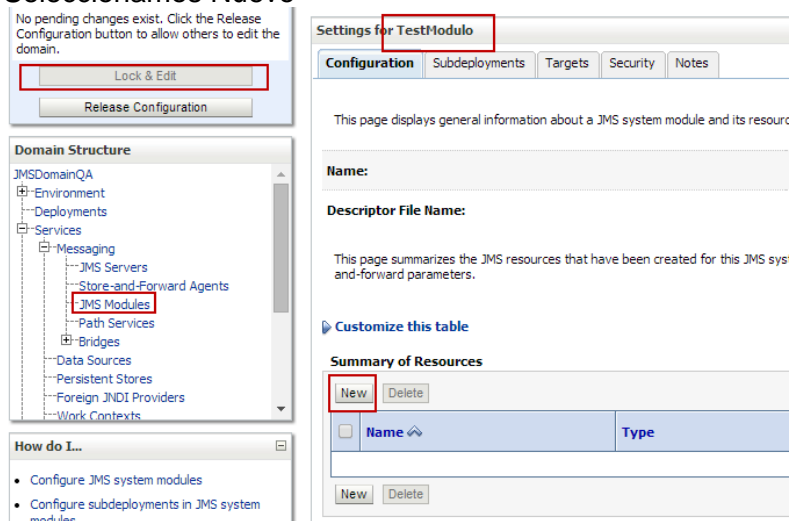 Seleccionamos Nuevo
No pending changes exist. Click the Release
Configuration button to allow others to edit the
domain.
Lock & Edit
Release Configuration
Domain Structure
JMSDomainQA
Environment
Deployments
Services
Messaging
JMS Servers
Store-and-Forward Agents
JMS Modules
Path Services
Bridges
Data Sources
Persistent Stores
Foreign JNDI Providers
Work Contexts
How do I...
Configure JMS system modules
Configure subdeployments in JMS system
modules
Settings for TestModulo
Configuration Subdeployments Targets Security Notes
This page displays general information about a JMS system module and its resourc
Name:
Descriptor File Name:
This page summarizes the JMS resources that have been created for this JMS sys
and-forward parameters.
Customize this table
Summary of Resources
New Delete
Name Type
New Delete